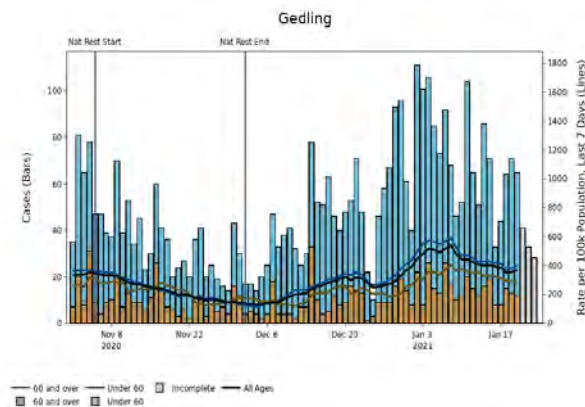 Gedling
Nat Rest Start
Nat Rest End
Cases (Bars)
100
80
60
40
20
0
1800
1600
1400
1200
1000
800
600
400
200
0
Rate per 100k Population, Last 7 Days (Lines)
Nov 8
2020
Nov 22
Dec 6
Dec 20
Jan 3
2021
Jan 17
60 and over
Under 60
Incomplete
All Ages
60 and over
Under 60